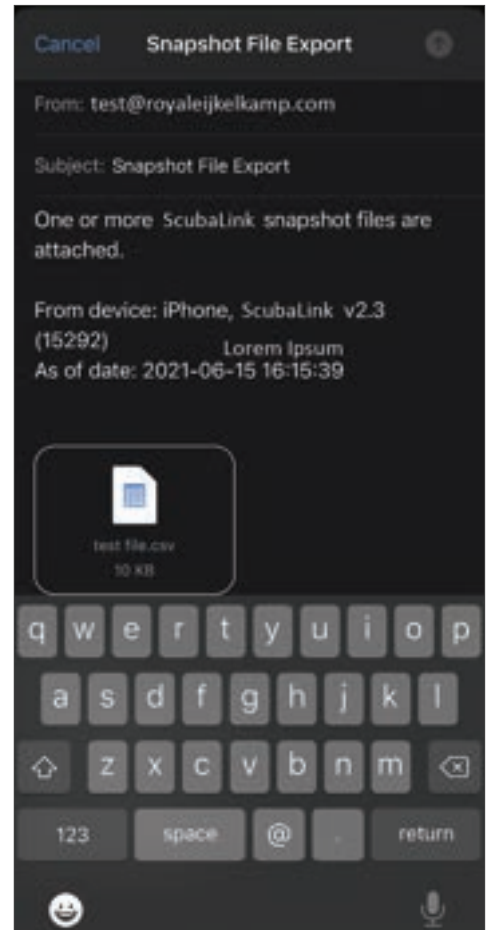 Cancel Snapshot File Export
From: test@royaleijkelkamp.com
Subject: Snapshot File Export
One or more ScubaLink snapshot files are
attached.
From device: iPhone, ScubaLink v2.3
(15292)
Lorem Ipsum
As of date: 2021-06-15 16:15:39
test file.csv
10 KB
q w e r t y u i o p
a s d f g h j k l
z x c v b n m
123 space @ . return